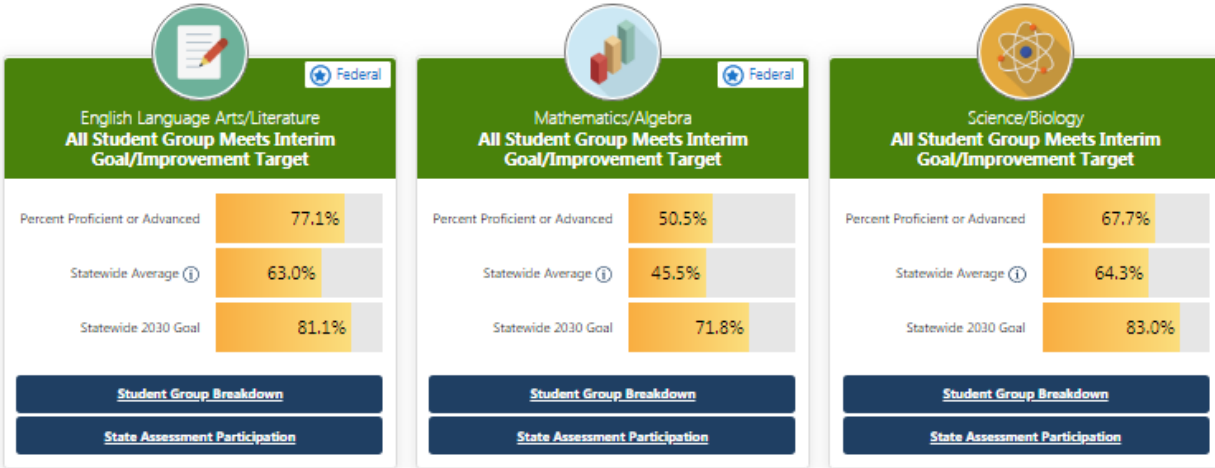 Federal
English Language Arts/Literature
All Student Group Meets Interim
Goal/Improvement Target
Percent Proficient or Advanced 77.1%
Statewide Average 63.0%
Statewide 2030 Goal 81.1%
Student Group Breakdown
State Assessment Participation
Federal
Mathematics/Algebra
All Student Group Meets Interim
Goal/Improvement Target
Percent Proficient or Advanced 50.5%
Statewide Average 45.5%
Statewide 2030 Goal 71.8%
Student Group Breakdown
State Assessment Participation
Science/Biology
All Student Group Meets Interim
Goal/Improvement Target
Percent Proficient or Advanced 67.7%
Statewide Average 64.3%
Statewide 2030 Goal 83.0%
Student Group Breakdown
State Assessment Participation